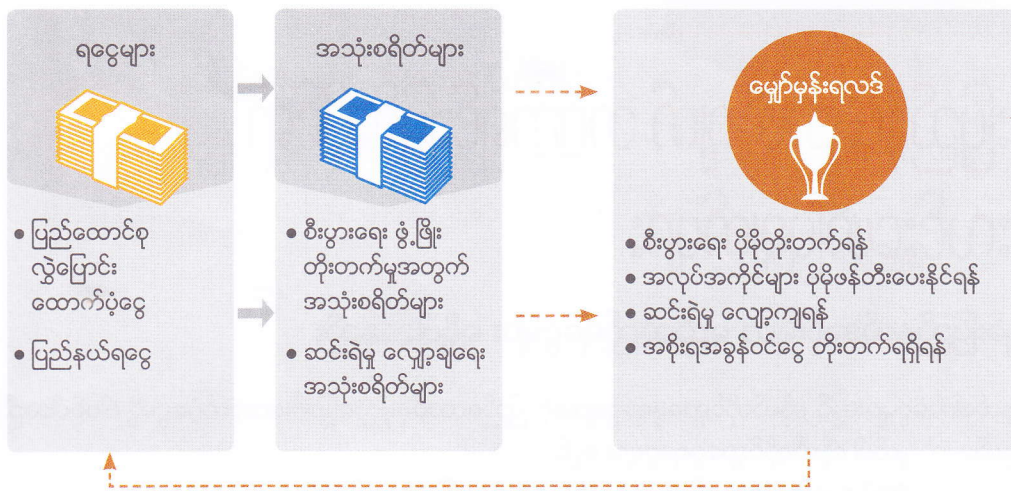 ရငွေများ
• ပြည်ထောင်စု
လွှဲပြောင်း
ထောက်ပံ့ငွေ
• ပြည်နယ်ရငွေ
အသုံးစရိတ်များ
• စီးပွားရေး ဖွံ့ဖြိုး
တိုးတက်မှုအတွက်
အသုံးစရိတ်များ
• ဆင်းရဲမှု လျှော့ချရေး
အသုံးစရိတ်များ
မျှော်မှန်းရလဒ်
• စီးပွားရေး ပိုမိုတိုးတက်ရန်
• အလုပ်အကိုင်များ ပိုမိုဖန်တီးပေးနိုင်ရန်
• ဆင်းရဲမှု လျော့ကျရန်
• အစိုးရအခွန်ဝင်ငွေ တိုးတက်ရရှိရန်